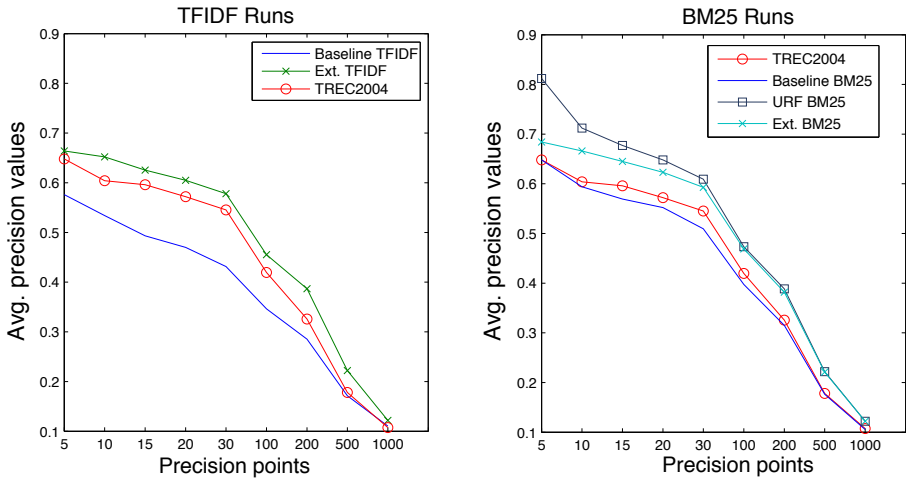 TFIDF Runs
0.9
0.8
0.7
0.6
0.5
0.4
0.3
0.2
0.1
Avg. precision values
Baseline TFIDF
Ext. TFIDF
TREC2004
5 10 15 20 30 100 200 500 1000
Precision points
BM25 Runs
0.9
0.8
0.7
0.6
0.5
0.4
0.3
0.2
0.1
Avg. precision values
TREC2004
Baseline BM25
URF BM25
Ext. BM25
5 10 15 20 30 100 200 500 1000
Precision points